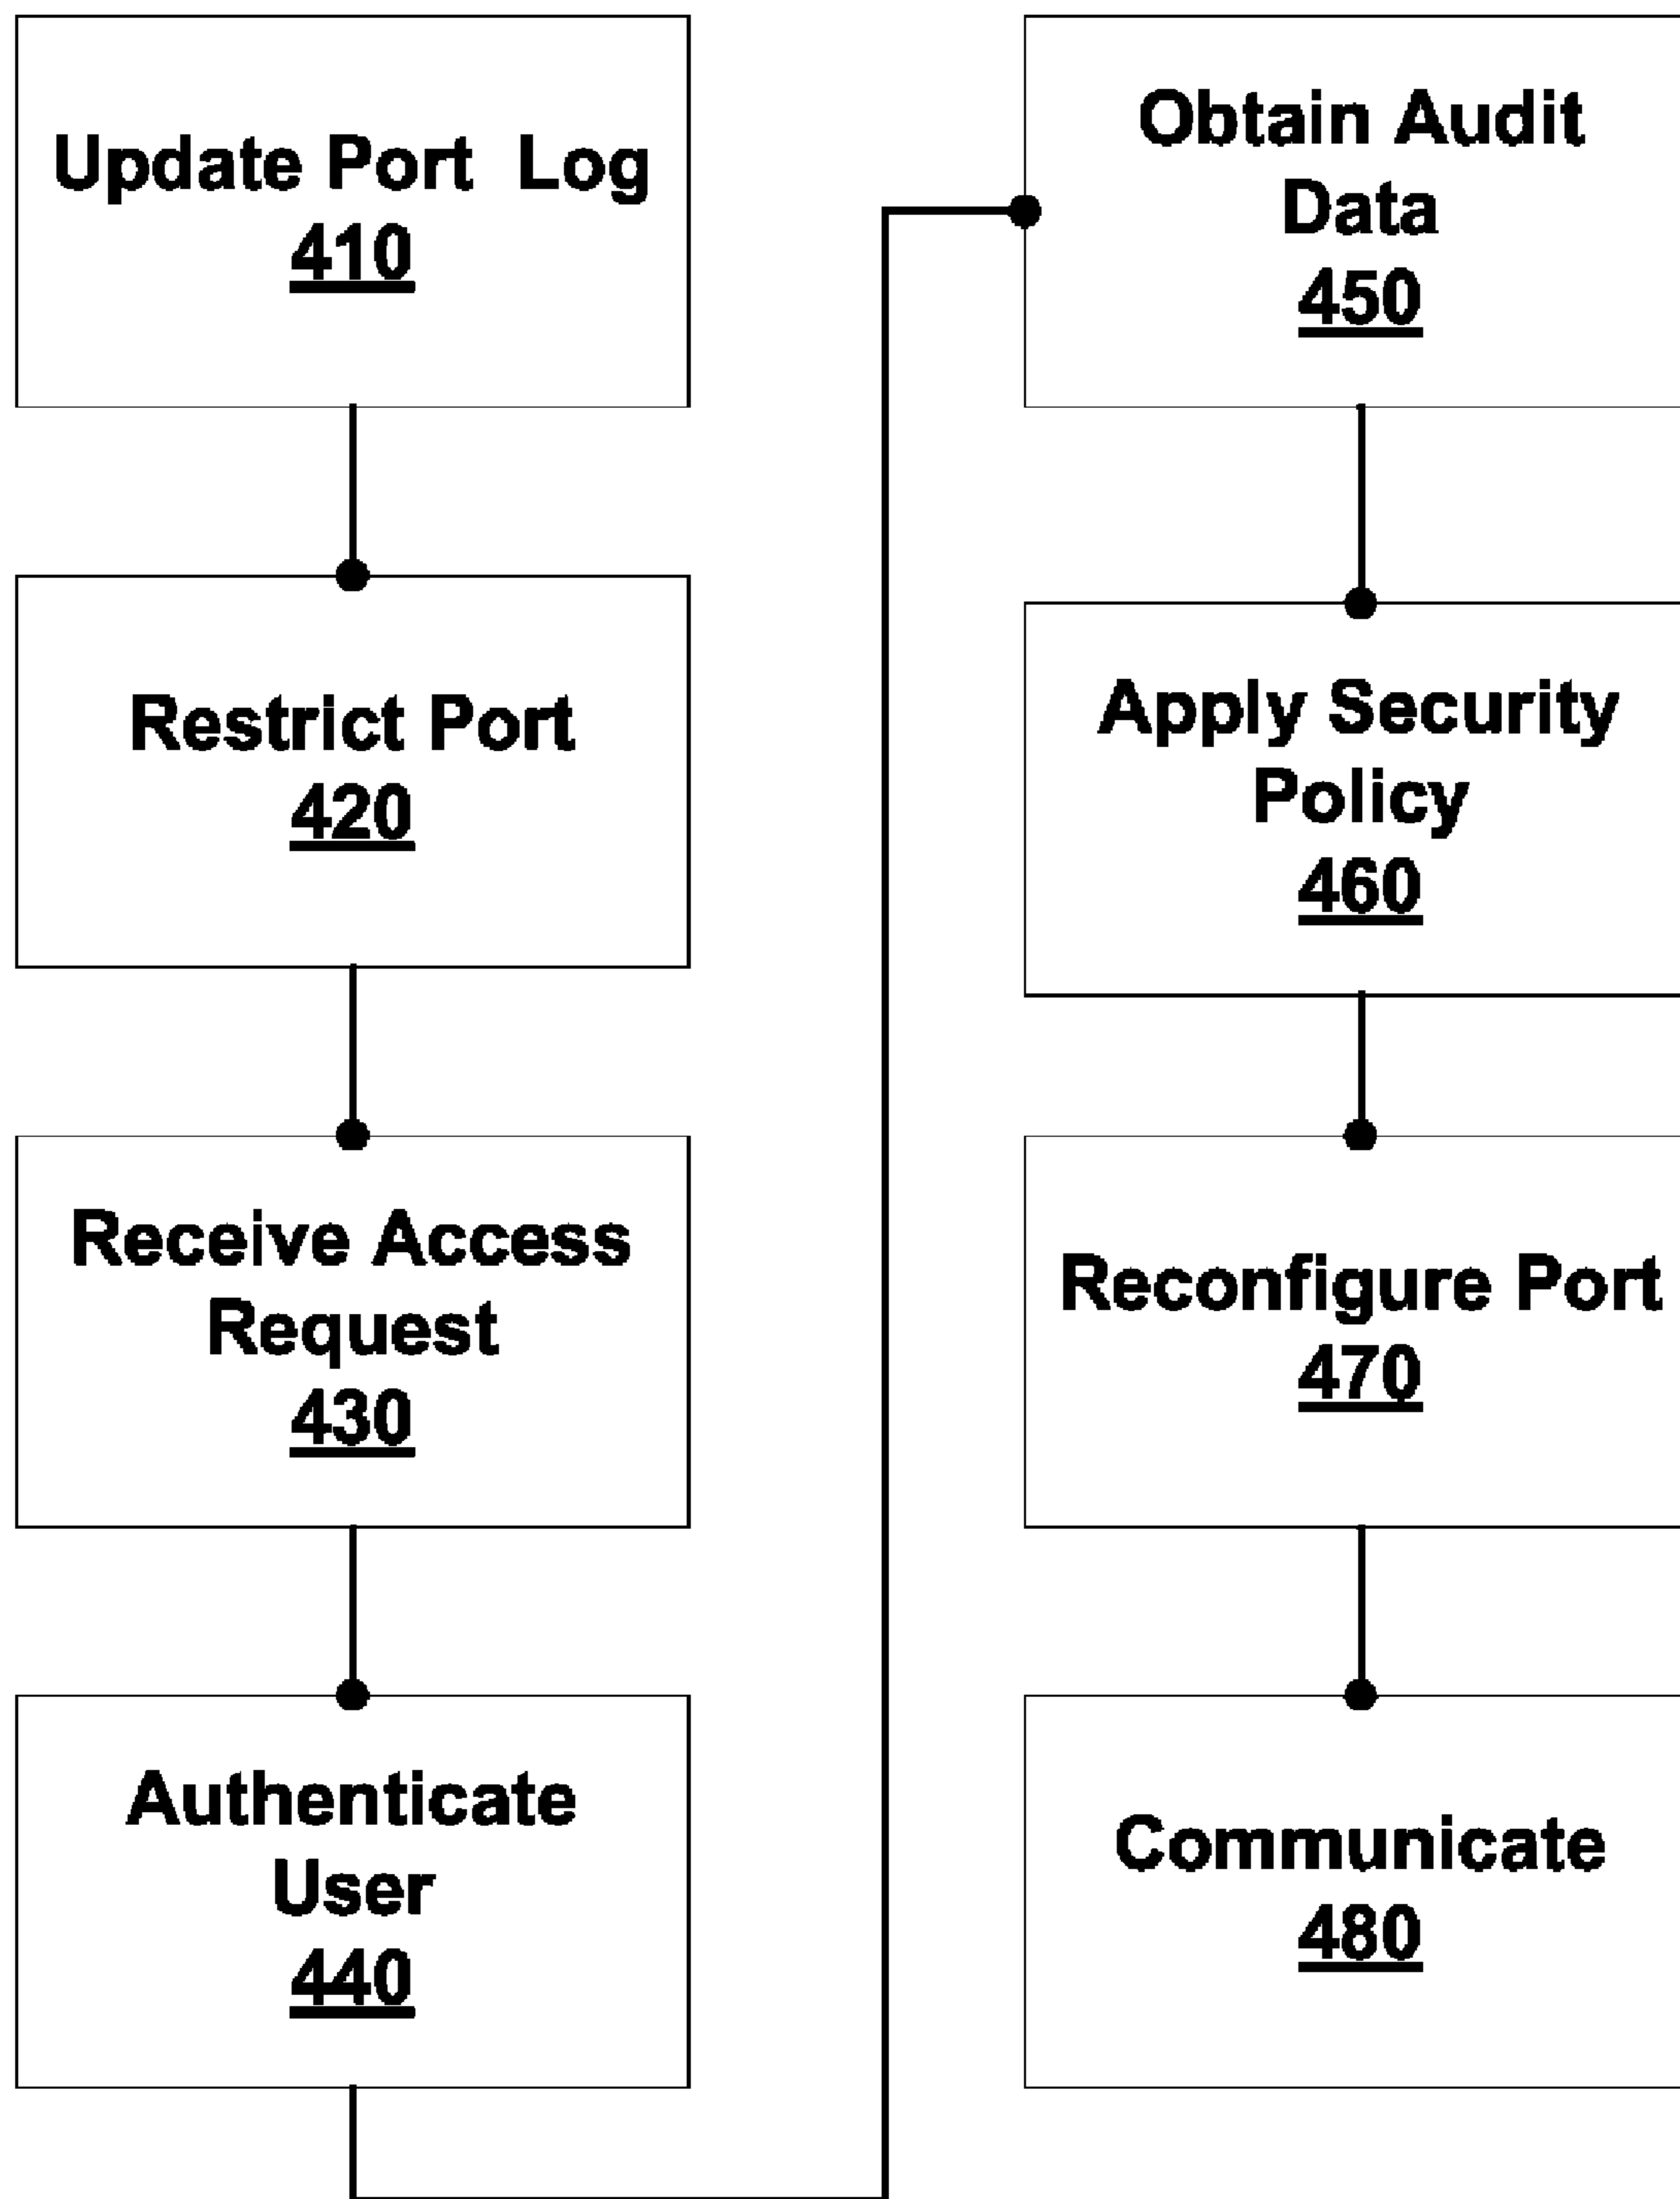 Update Port Log
410
Restrict Port
420
Receive Access
Request
430
Authenticate
User
440
Obtain Audit
Data
450
Apply Security
Policy
460
Reconfigure Port
470
Communicate
480